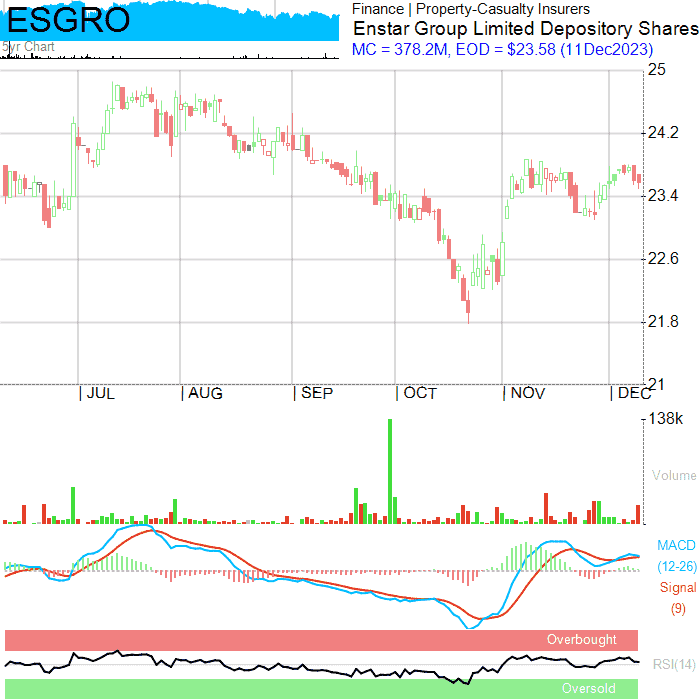 ESGRO
5yr Chart
Finance | Property-Casualty Insurers
Enstar Group Limited Depository Shares
MC = 378.2M, EOD = $23.58 (11Dec2023)
25
24.2
23.4
22.6
21.8
21
| JUL | AUG | SEP | OCT | NOV | DEC
138k
Volume
MACD
(12-26)
Signal
(9)
Overbought
RSI(14)
Oversold